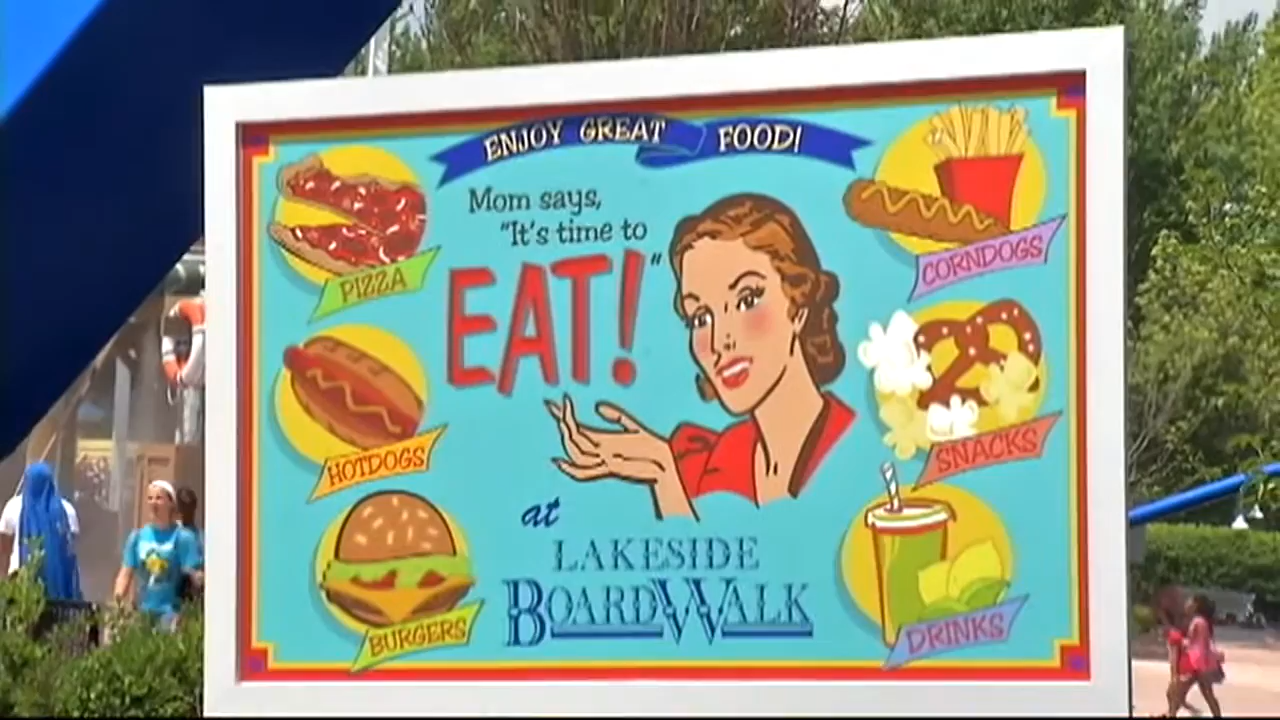 ENJOY GREAT FOOD!
Mom says,
"It's time to
EAT!"
at
LAKESIDE
BOARDWALK
PIZZA
HOTDOGS
BURGERS
CORNDOGS
SNACKS
DRINKS